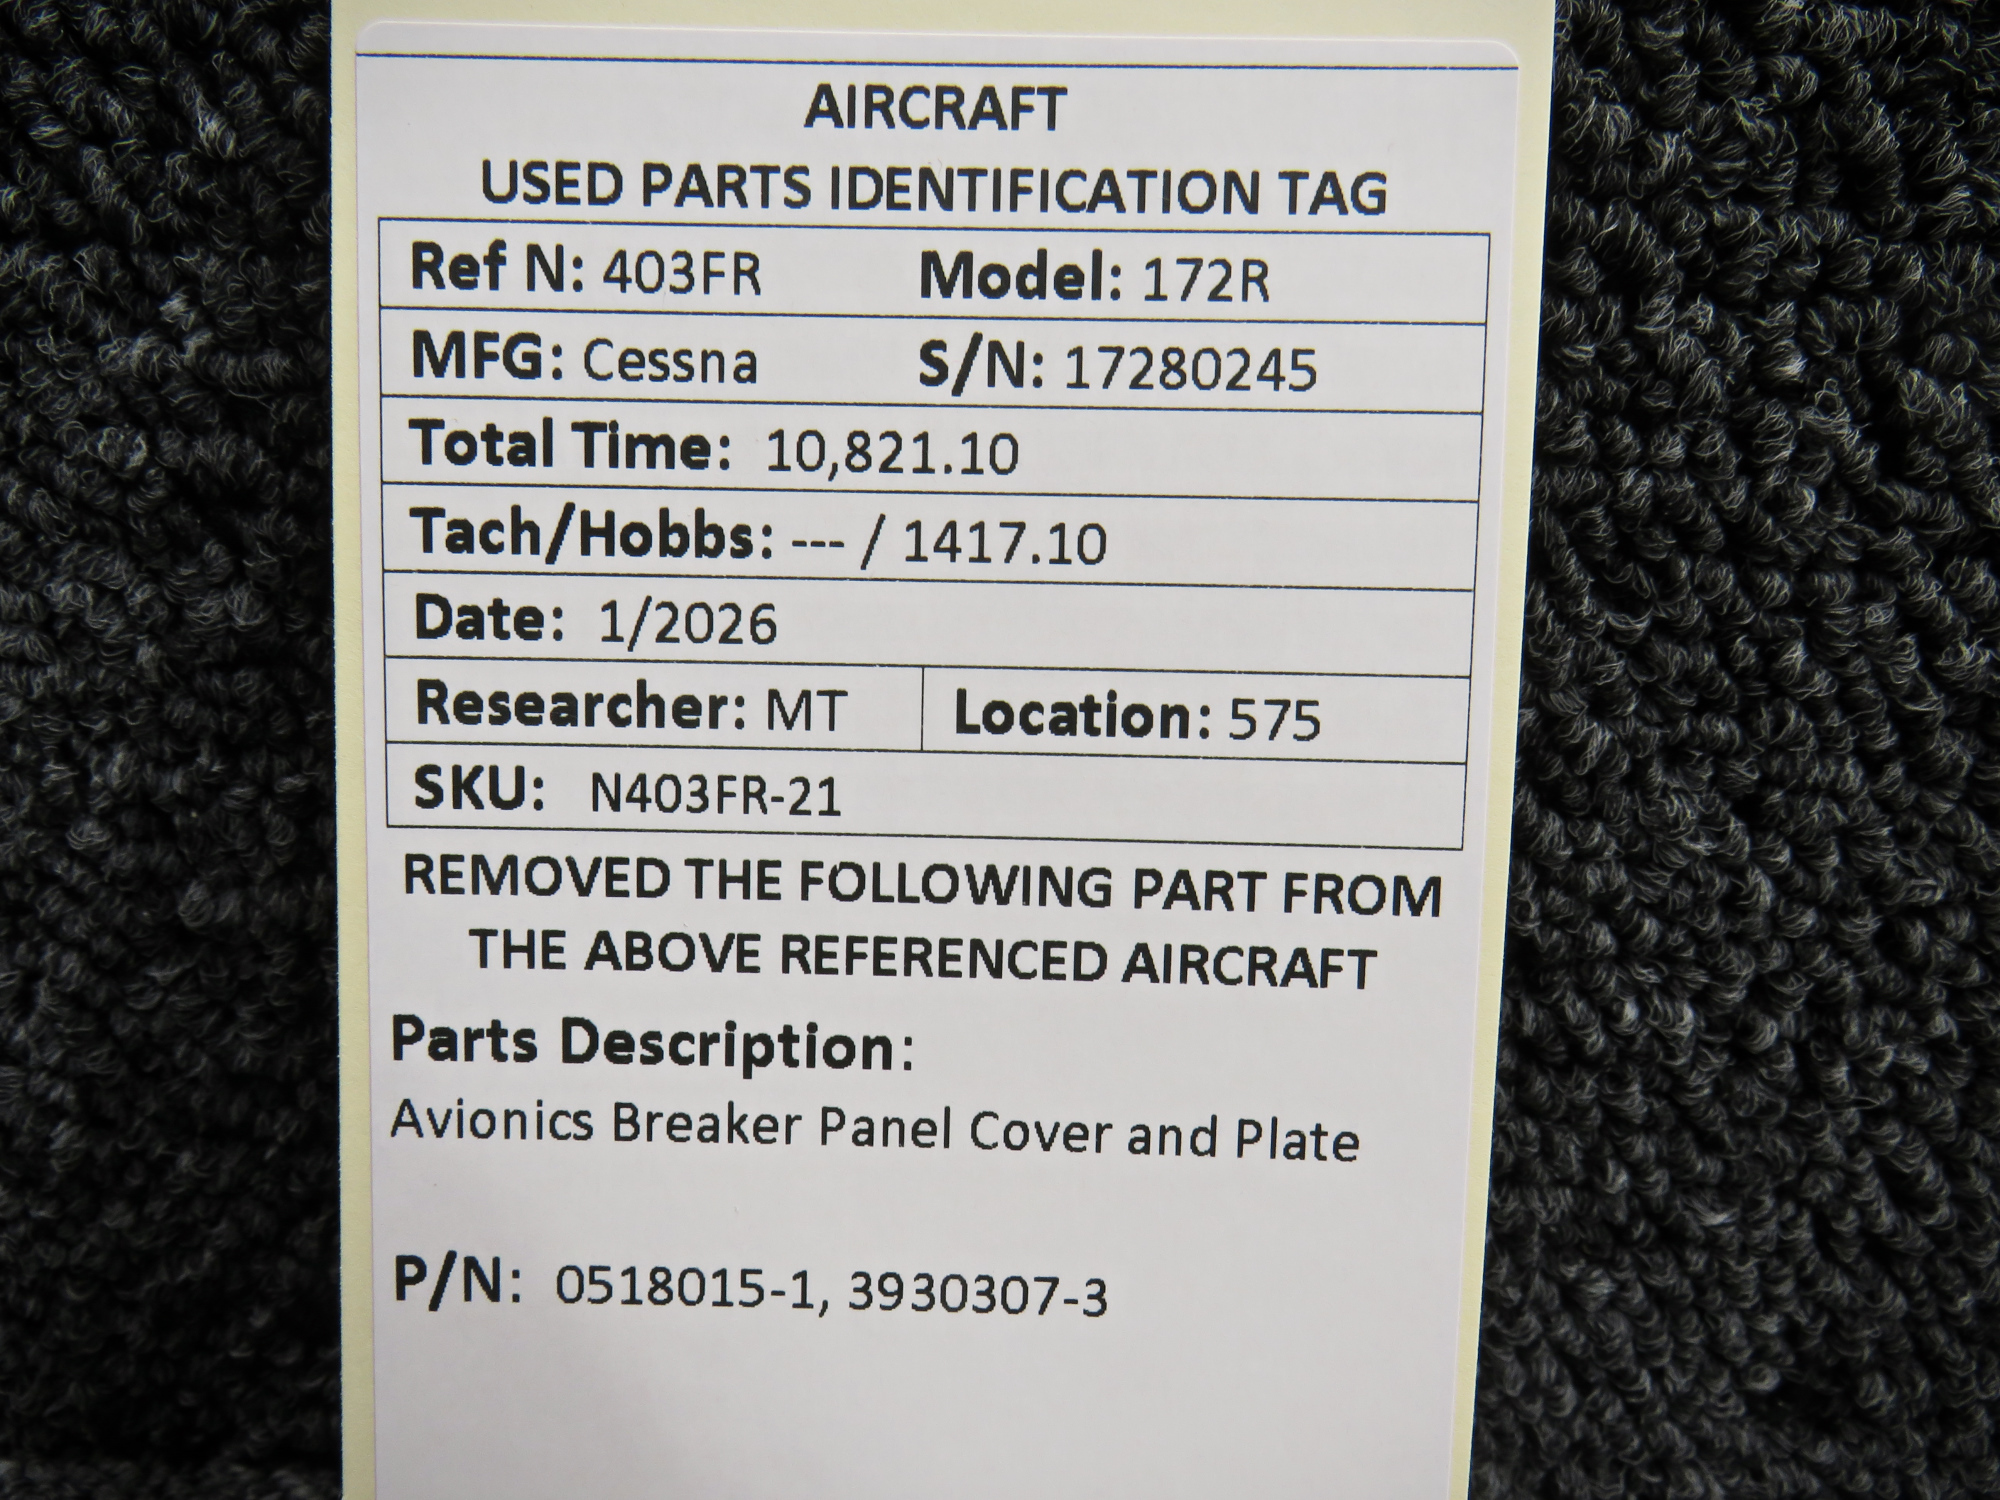 AIRCRAFT
USED PARTS IDENTIFICATION TAG
Ref N: 403FR Model: 172R
MFG: Cessna S/N: 17280245
Total Time: 10,821.10
Tach/Hobbs: --- / 1417.10
Date: 1/2026
Researcher: MT Location: 575
SKU: N403FR-21
REMOVED THE FOLLOWING PART FROM
THE ABOVE REFERENCED AIRCRAFT
Parts Description:
Avionics Breaker Panel Cover and Plate
P/N: 0518015-1, 3930307-3